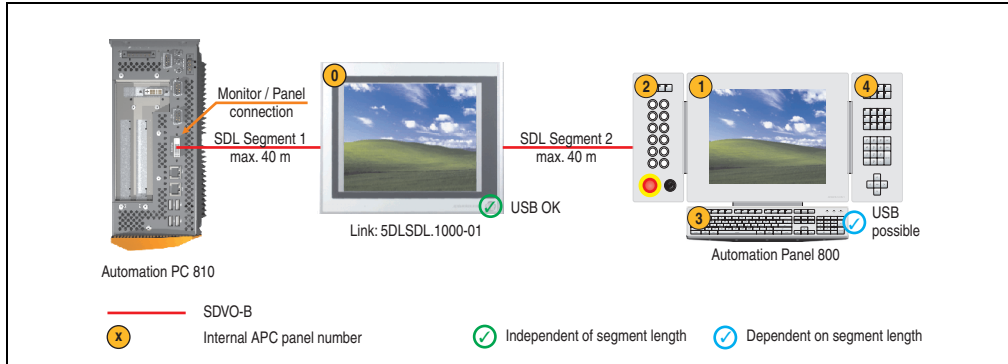 Monitor / Panel
connection
SDL Segment 1
max. 40 m
0
USB OK
Link: 5DLSDL.1000-01
SDL Segment 2
max. 40 m
2
1
4
3
USB
possible
Automation Panel 800
Automation PC 810
SDVO-B
x
Internal APC panel number
Independent of segment length
Dependent on segment length